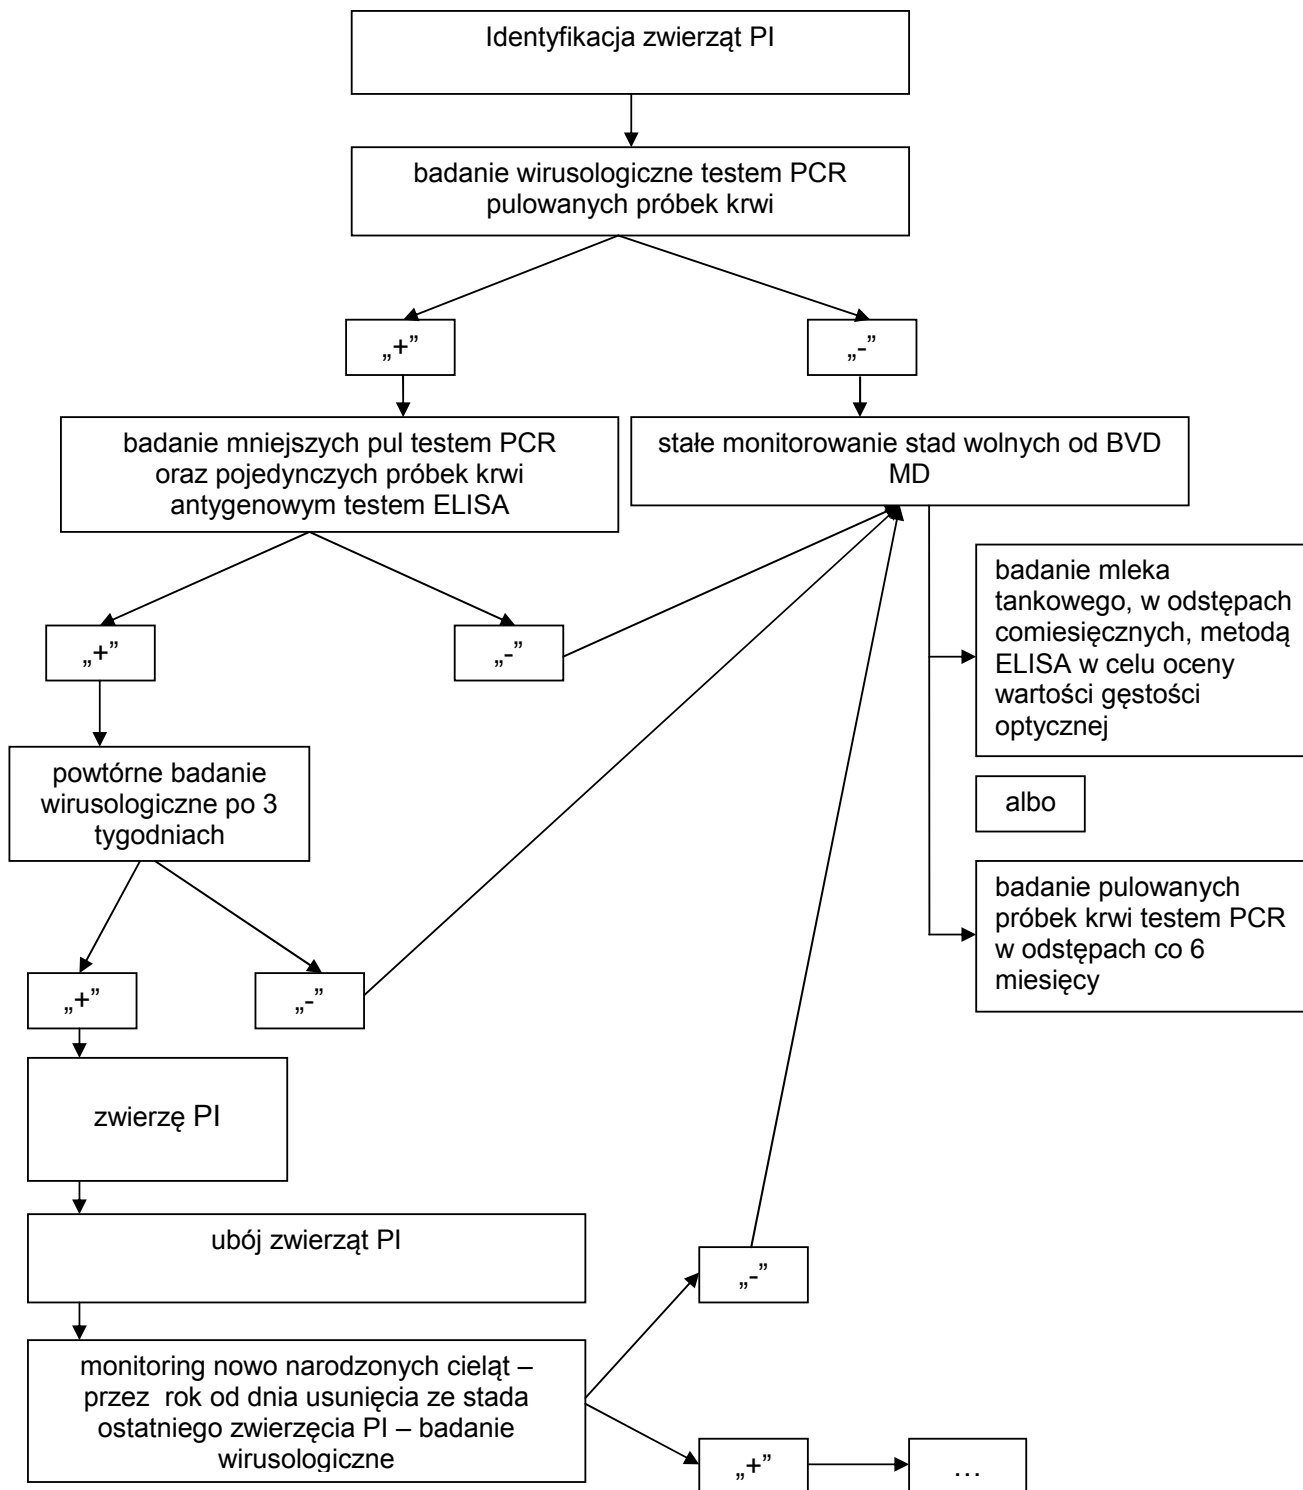 Identyfikacja zwierząt PI
badanie wirusologiczne testem PCR
pulowanych próbek krwi
„+”
„-”
badanie mniejszych pul testem PCR
oraz pojedynczych próbek krwi
antygenowym testem ELISA
stałe monitorowanie stad wolnych od BVD
MD
badanie mleka
tankowego, w odstępach
comiesięcznych, metodą
ELISA w celu oceny
wartości gęstości
optycznej
„+”
„-”
powtórne badanie
wirusologiczne po 3
tygodniach
albo
badanie pulowanych
próbek krwi testem PCR
w odstępach co 6
miesięcy
„+”
„-”
zwierzę PI
ubój zwierząt PI
„-”
monitoring nowo narodzonych cieląt –
przez rok od dnia usunięcia ze stada
ostatniego zwierzęcia PI – badanie
wirusologiczne
„+”
…